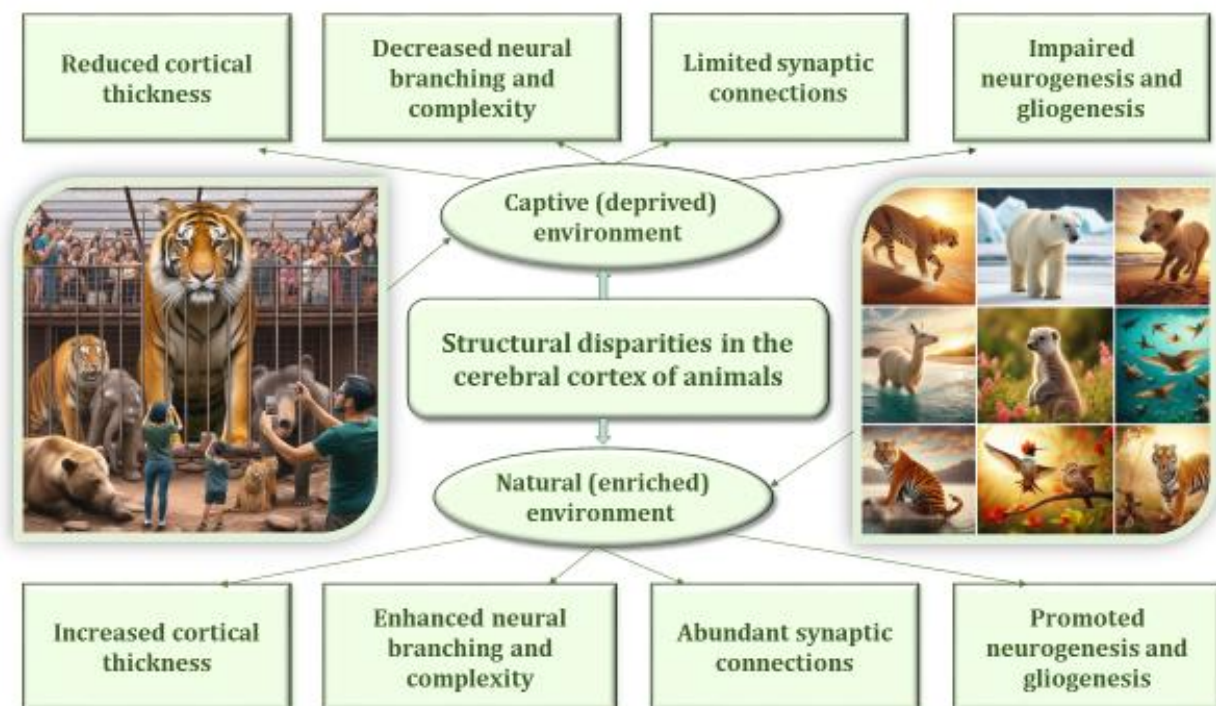 Reduced cortical
thickness
Decreased neural
branching and
complexity
Limited synaptic
connections
Impaired
neurogenesis and
gliogenesis
Captive (deprived)
environment
Structural disparities in the
cerebral cortex of animals
Natural (enriched)
environment
Increased cortical
thickness
Enhanced neural
branching and
complexity
Abundant synaptic
connections
Promoted
neurogenesis and
gliogenesis